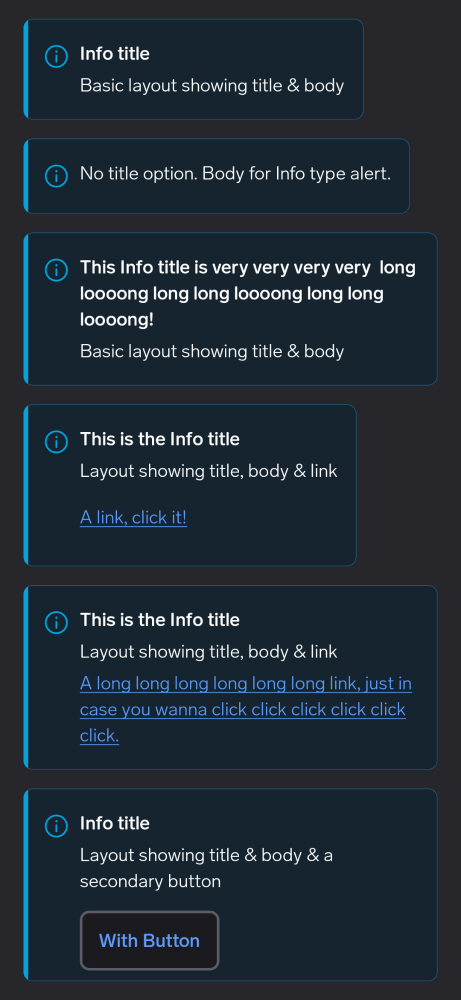 Info title
Basic layout showing title & body
No title option. Body for Info type alert.
This Info title is very very very very  long
loooong long long loooong long long
loooong!
Basic layout showing title & body
This is the Info title
Layout showing title, body & link
A link, click it!
This is the Info title
Layout showing title, body & link
A long long long long long long link, just in
case you wanna click click click click click
click.
Info title
Layout showing title & body & a
secondary button
With Button